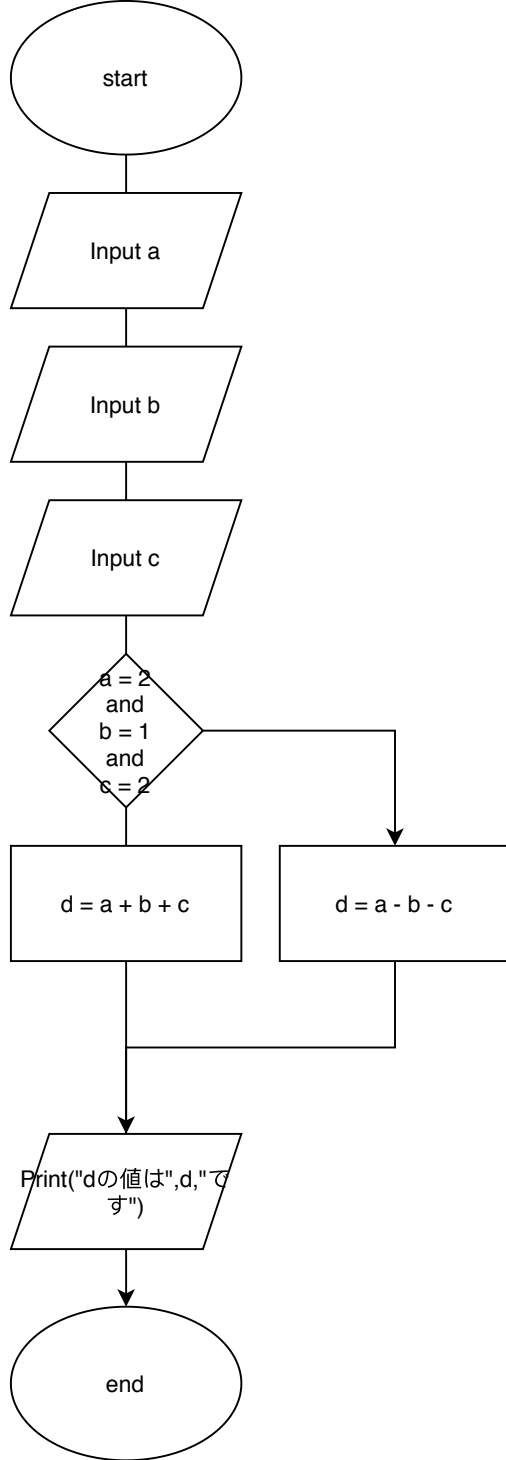 start
Input a
Input b
Input c
a = 2
and
b = 1
and
c = 2
d = a + b + c
d = a - b - c
Print("dの値は",d,"で
す")
end